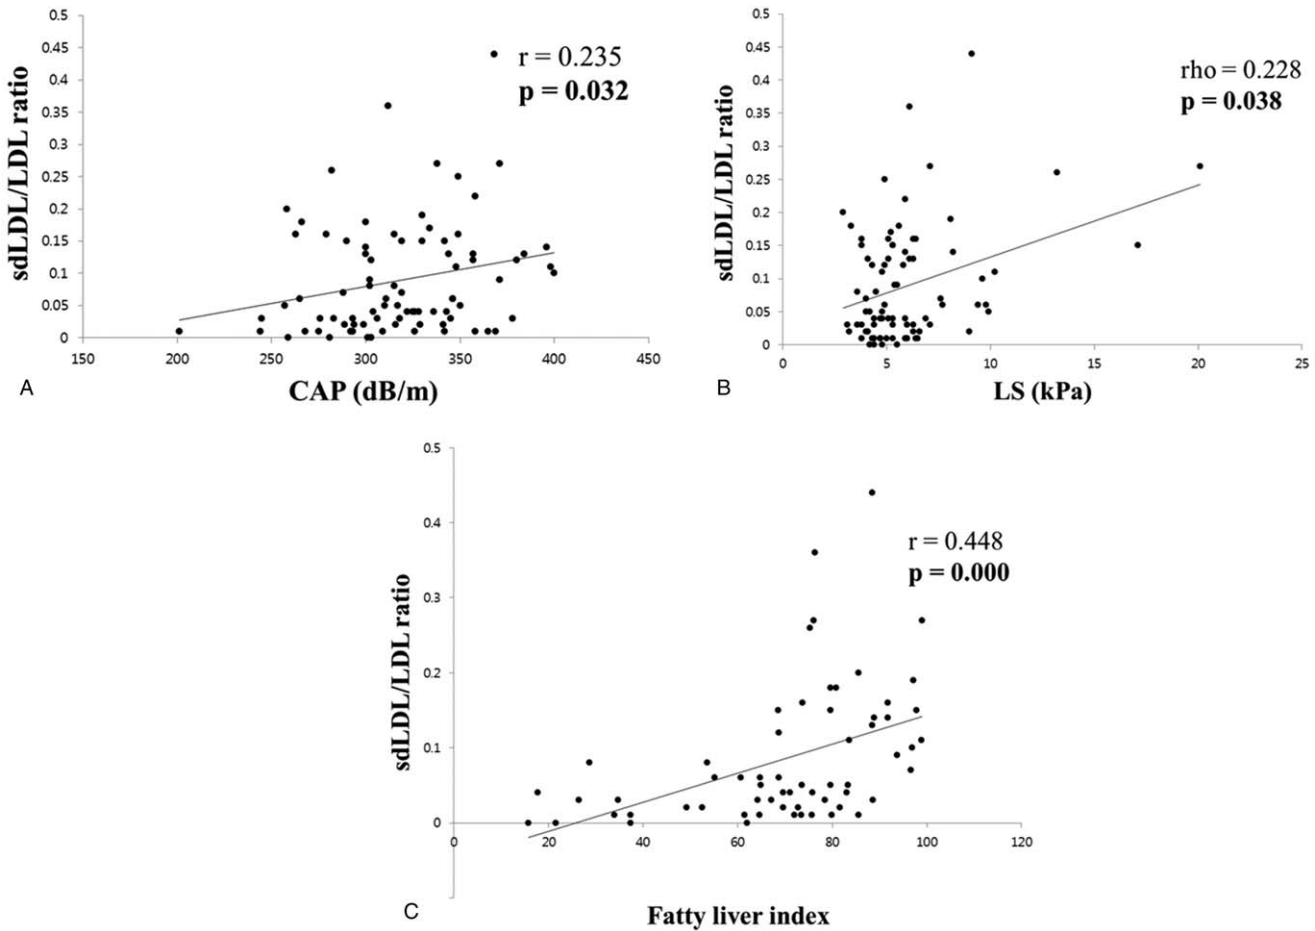 0.5
0.45
0.4
0.35
0.3
0.25
0.2
0.15
0.1
0.05
0
sdLDL/LDL ratio
r = 0.235
p = 0.032
150 200 250 300 350 400 450
CAP (dB/m)
A
0.5
0.45
0.4
0.35
0.3
0.25
0.2
0.15
0.1
0.05
0
sdLDL/LDL ratio
rho = 0.228
p = 0.038
0 5 10 15 20 25
LS (kPa)
B
0.5
0.4
0.3
0.2
0.1
0
sdLDL/LDL ratio
r = 0.448
p = 0.000
0 20 40 60 80 100 120
Fatty liver index
C